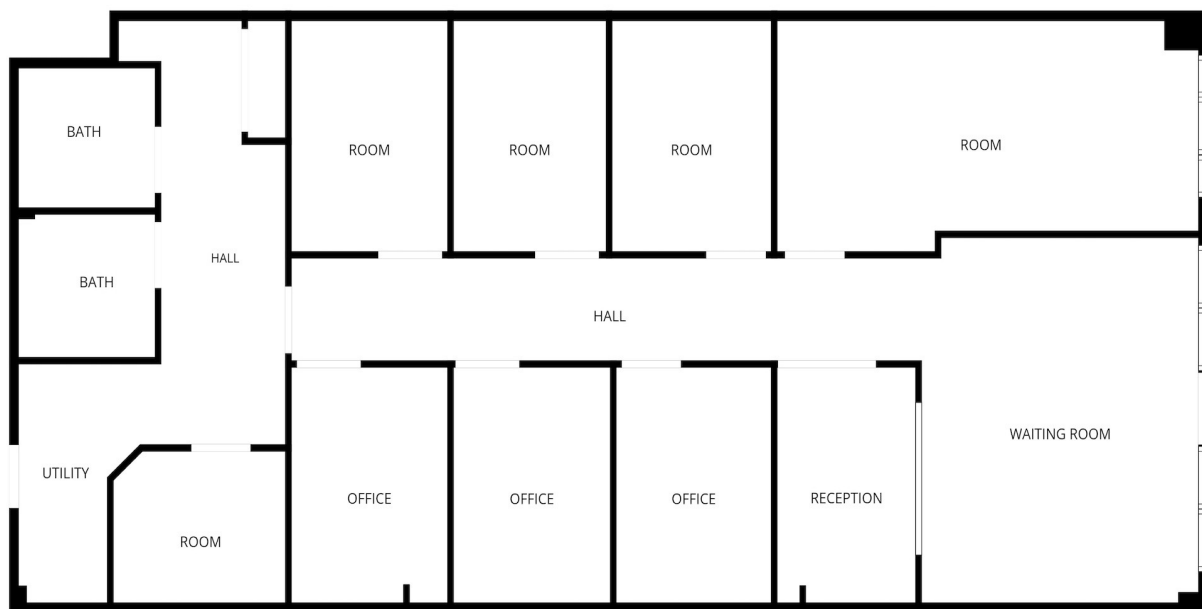 BATH
ROOM
ROOM
ROOM
ROOM
BATH
HALL
HALL
WAITING ROOM
UTILITY
OFFICE
OFFICE
OFFICE
RECEPTION
ROOM